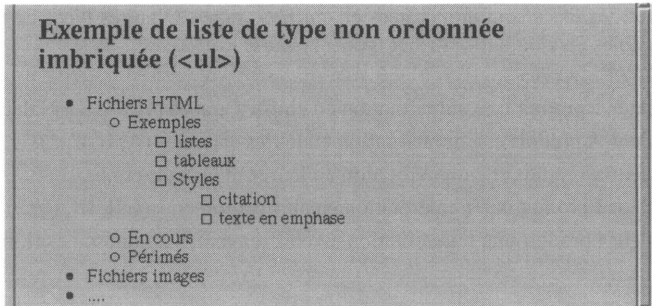 Exemple de liste de type non ordonnée
imbriquée (<ul>)
Fichiers HTML
Exemples
listes
tableaux
Styles
citation
texte en emphase
En cours
Périmés
Fichiers images
....